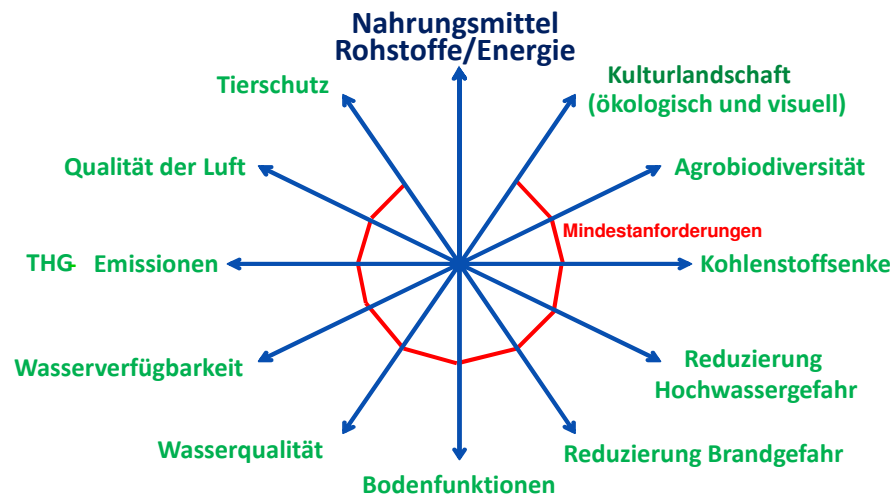 Nahrungsmittel
Rohstoffe/Energie
Tierschutz
Kulturlandschaft
(ökologisch und visuell)
Qualität der Luft
Agrobiodiversität
Mindestanforderungen
THG- Emissionen
Kohlenstoffsenke
Wasserverfügbarkeit
Reduzierung
Hochwassergefahr
Wasserqualität
Reduzierung Brandgefahr
Bodenfunktionen